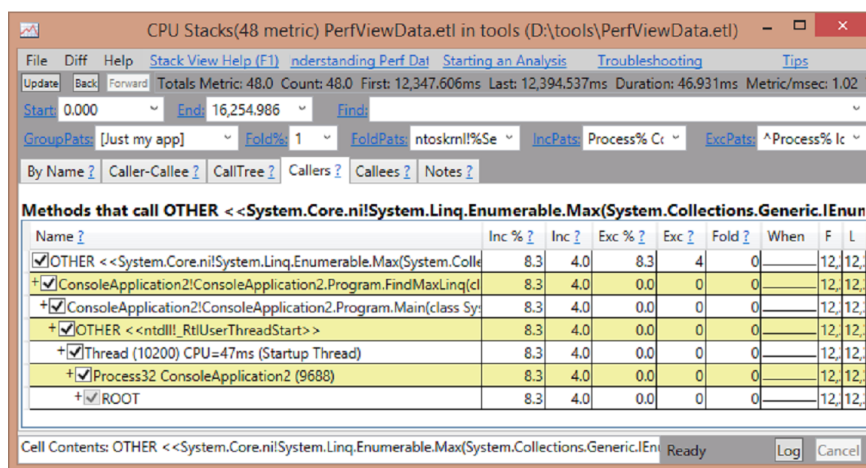 CPU Stacks(48 metric) PerfViewData.etl in tools (D:\tools\PerfViewData.etl)
File Diff Help Stack View Help (F1) nderstanding Perf Dat Starting an Analysis Troubleshooting Tips
Update Back Forward Totals Metric: 48.0 Count: 48.0 First: 12,347.606ms Last: 12,394.537ms Duration: 46.931ms Metric/msec: 1.02
Start: 0.000 End: 16,254.986 Find:
GroupPats: [Just my app] Fold%: 1 FoldPats: ntoskrnl!%Se IncPats: Process% Co ExcPats: ^Process% Ic
By Name ? Caller-Callee ? CallTree ? Callers ? Callees ? Notes ?
Methods that call OTHER <<System.Core.ni!System.Linq.Enumerable.Max(System.Collections.Generic.IEnun
Name ? Inc % ? Inc ? Exc % ? Exc ? Fold ? When F L
OTHER <<System.Core.ni!System.Linq.Enumerable.Max(System.Colle 8.3 4.0 8.3 4 0 12, 12,
+ ConsoleApplication2!ConsoleApplication2.Program.FindMaxLinq(cl 8.3 4.0 0.0 0 0 12, 12,
+ ConsoleApplication2!ConsoleApplication2.Program.Main(class Sy 8.3 4.0 0.0 0 0 12, 12,
+ OTHER <<ntdll!_RtlUserThreadStart>> 8.3 4.0 0.0 0 0 12, 12,
+ Thread (10200) CPU=47ms (Startup Thread) 8.3 4.0 0.0 0 0 12, 12,
+ Process32 ConsoleApplication2 (9688) 8.3 4.0 0.0 0 0 12, 12,
+ ROOT 8.3 4.0 0.0 0 0 12, 12,
Cell Contents: OTHER <<System.Core.ni!System.Linq.Enumerable.Max(System.Collections.Generic.IEn Ready Log Cancel